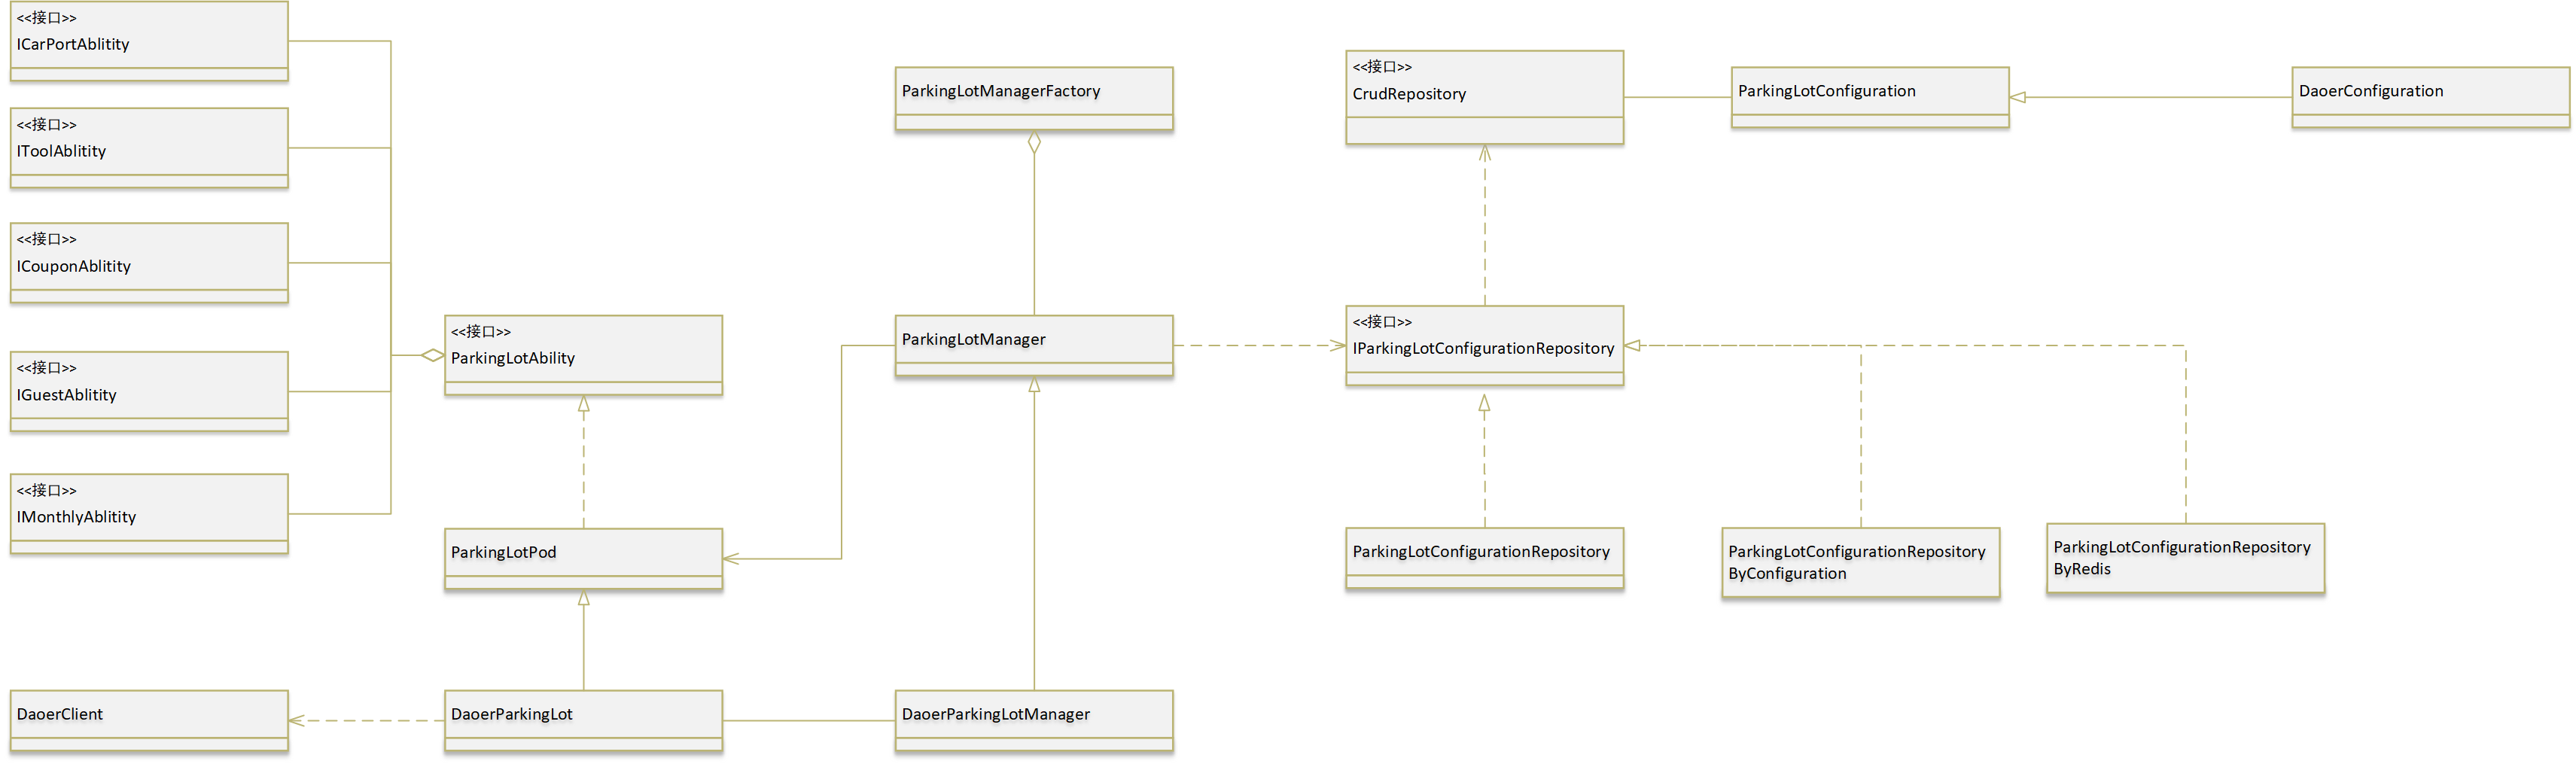 <<接口>>
ICarPortAblitity
<<接口>>
IToolAblitity
<<接口>>
ICouponAblitity
<<接口>>
IGuestAblitity
<<接口>>
IMonthlyAblitity
DaoerClient
<<接口>>
ParkingLotAbility
ParkingLotPod
DaoerParkingLot
ParkingLotManagerFactory
ParkingLotManager
DaoerParkingLotManager
<<接口>>
CrudRepository
<<接口>>
IParkingLotConfigurationRepository
ParkingLotConfigurationRepository
ParkingLotConfiguration
ParkingLotConfigurationRepository
ByConfiguration
ParkingLotConfigurationRepository
ByRedis
DaoerConfiguration